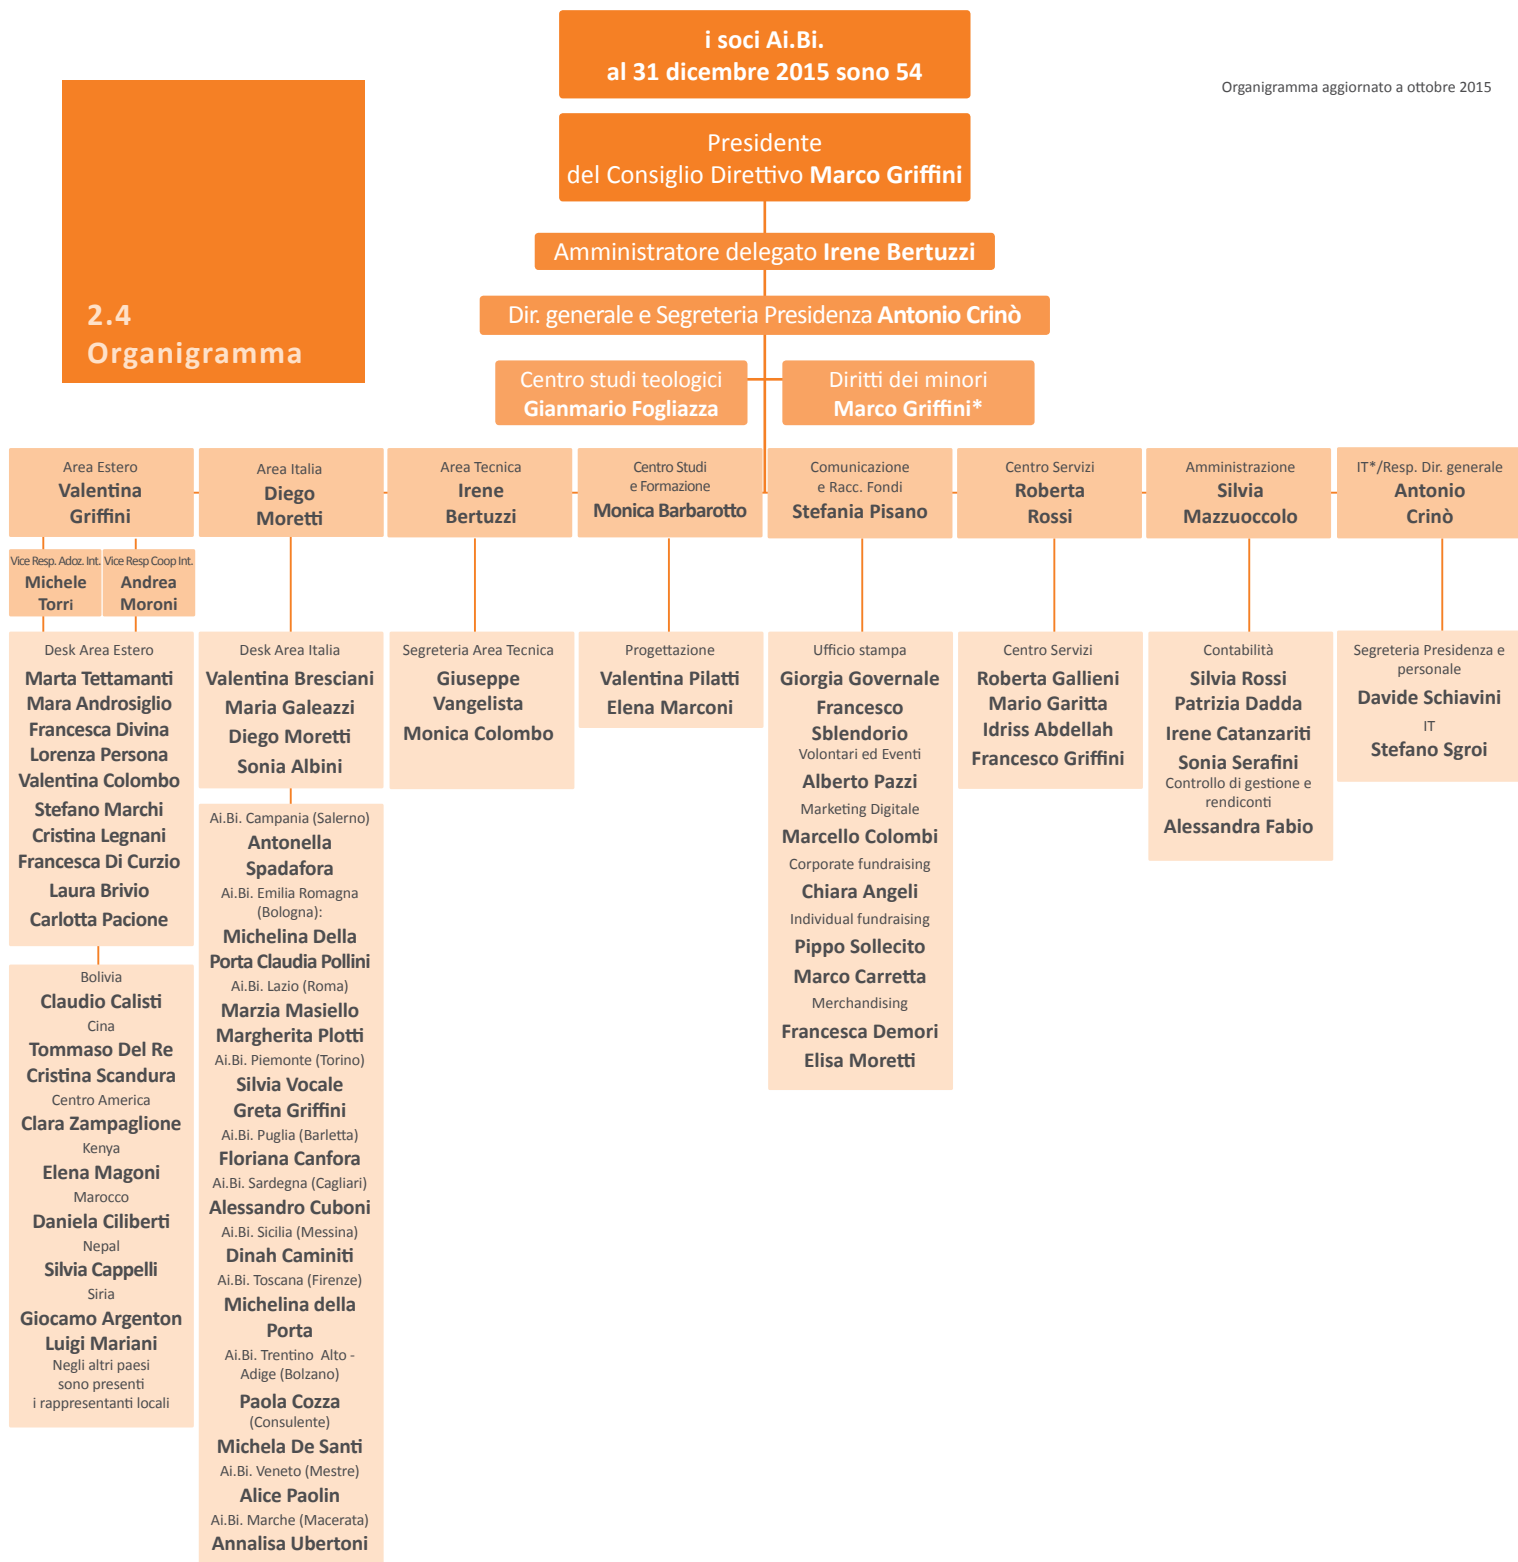 i soci Ai.Bi.
al 31 dicembre 2015 sono 54
Organigramma aggiornato a ottobre 2015
2.4
Organigramma
Presidente
del Consiglio Direttivo Marco Griffini
Amministratore delegato Irene Bertuzzi
Dir. generale e Segreteria Presidenza Antonio Crinò
Centro studi teologici
Gianmario Fogliazza
Diritti dei minori
Marco Griffini*
Area Estero
Valentina
Griffini
Area Italia
Diego
Moretti
Area Tecnica
Irene
Bertuzzi
Centro Studi
e Formazione
Monica Barbarotto
Comunicazione
e Racc. Fondi
Stefania Pisano
Centro Servizi
Roberta
Rossi
Amministrazione
Silvia
Mazzuoccolo
IT*/Resp. Dir. generale
Antonio
Crinò
Vice Resp. Adoz. Int.
Michele
Torri
Vice Resp Coop Int.
Andrea
Moroni
Desk Area Estero
Marta Tettamanti
Mara Androsiglio
Francesca Divina
Lorenza Persona
Valentina Colombo
Stefano Marchi
Cristina Legnani
Francesca Di Curzio
Laura Brivio
Carlotta Pacione
Bolivia
Claudio Calisti
Cina
Tommaso Del Re
Cristina Scandura
Centro America
Clara Zampaglione
Kenya
Elena Magoni
Marocco
Daniela Ciliberti
Nepal
Silvia Cappelli
Siria
Giocamo Argenton
Luigi Mariani
Negli altri paesi
sono presenti
i rappresentanti locali
Desk Area Italia
Valentina Bresciani
Maria Galeazzi
Diego Moretti
Sonia Albini
Ai.Bi. Campania (Salerno)
Antonella
Spadafora
Ai.Bi. Emilia Romagna
(Bologna):
Michelina Della
Porta Claudia Pollini
Ai.Bi. Lazio (Roma)
Marzia Masiello
Margherita Plotti
Ai.Bi. Piemonte (Torino)
Silvia Vocale
Greta Griffini
Ai.Bi. Puglia (Barletta)
Floriana Canfora
Ai.Bi. Sardegna (Cagliari)
Alessandro Cuboni
Ai.Bi. Sicilia (Messina)
Dinah Caminiti
Ai.Bi. Toscana (Firenze)
Michelina della
Porta
Ai.Bi. Trentino Alto -
Adige (Bolzano)
Paola Cozza
(Consulente)
Michela De Santi
Ai.Bi. Veneto (Mestre)
Alice Paolin
Ai.Bi. Marche (Macerata)
Annalisa Ubertoni
Segreteria Area Tecnica
Giuseppe
Vangelista
Monica Colombo
Progettazione
Valentina Pilatti
Elena Marconi
Ufficio stampa
Giorgia Governale
Francesco
Sblendorio
Volontari ed Eventi
Alberto Pazzi
Marketing Digitale
Marcello Colombi
Corporate fundraising
Chiara Angeli
Individual fundraising
Pippo Sollecito
Marco Carretta
Merchandising
Francesca Demori
Elisa Moretti
Centro Servizi
Roberta Gallieni
Mario Garitta
Idriss Abdellah
Francesco Griffini
Contabilità
Silvia Rossi
Patrizia Dadda
Irene Catanzariti
Sonia Serafini
Controllo di gestione e
rendiconti
Alessandra Fabio
Segreteria Presidenza e
personale
Davide Schiavini
IT
Stefano Sgroi